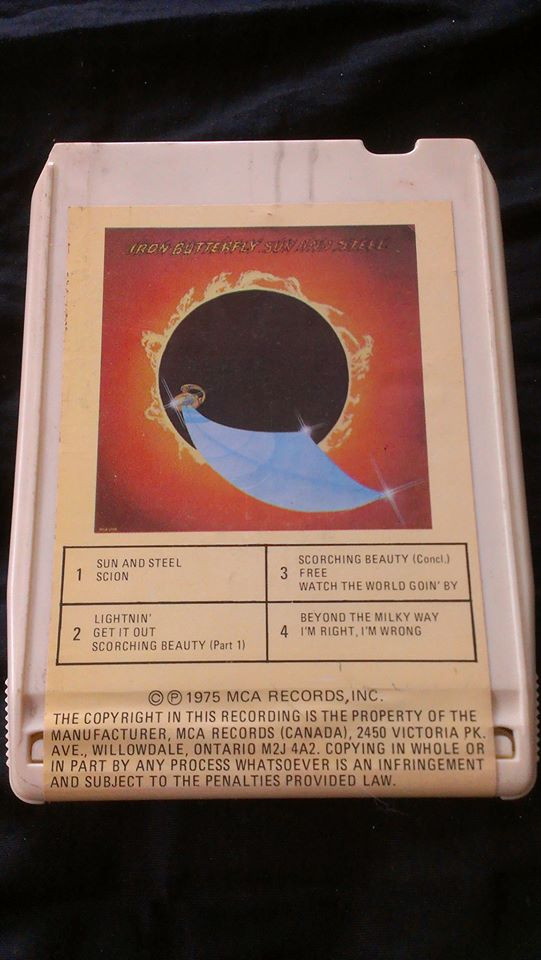 IRON BUTTERFLY SUN AND STEEL
1 SUN AND STEEL
SCION
2 LIGHTNIN'
GET IT OUT
SCORCHING BEAUTY (Part 1)
3 SCORCHING BEAUTY (Concl.)
FREE
WATCH THE WORLD GOIN' BY
4 BEYOND THE MILKY WAY
I'M RIGHT, I'M WRONG
© ℗ 1975 MCA RECORDS, INC.
THE COPYRIGHT IN THIS RECORDING IS THE PROPERTY OF THE
MANUFACTURER, MCA RECORDS (CANADA), 2450 VICTORIA PK.
AVE., WILLOWDALE, ONTARIO M2J 4A2. COPYING IN WHOLE OR
IN PART BY ANY PROCESS WHATSOEVER IS AN INFRINGEMENT
AND SUBJECT TO THE PENALTIES PROVIDED LAW.